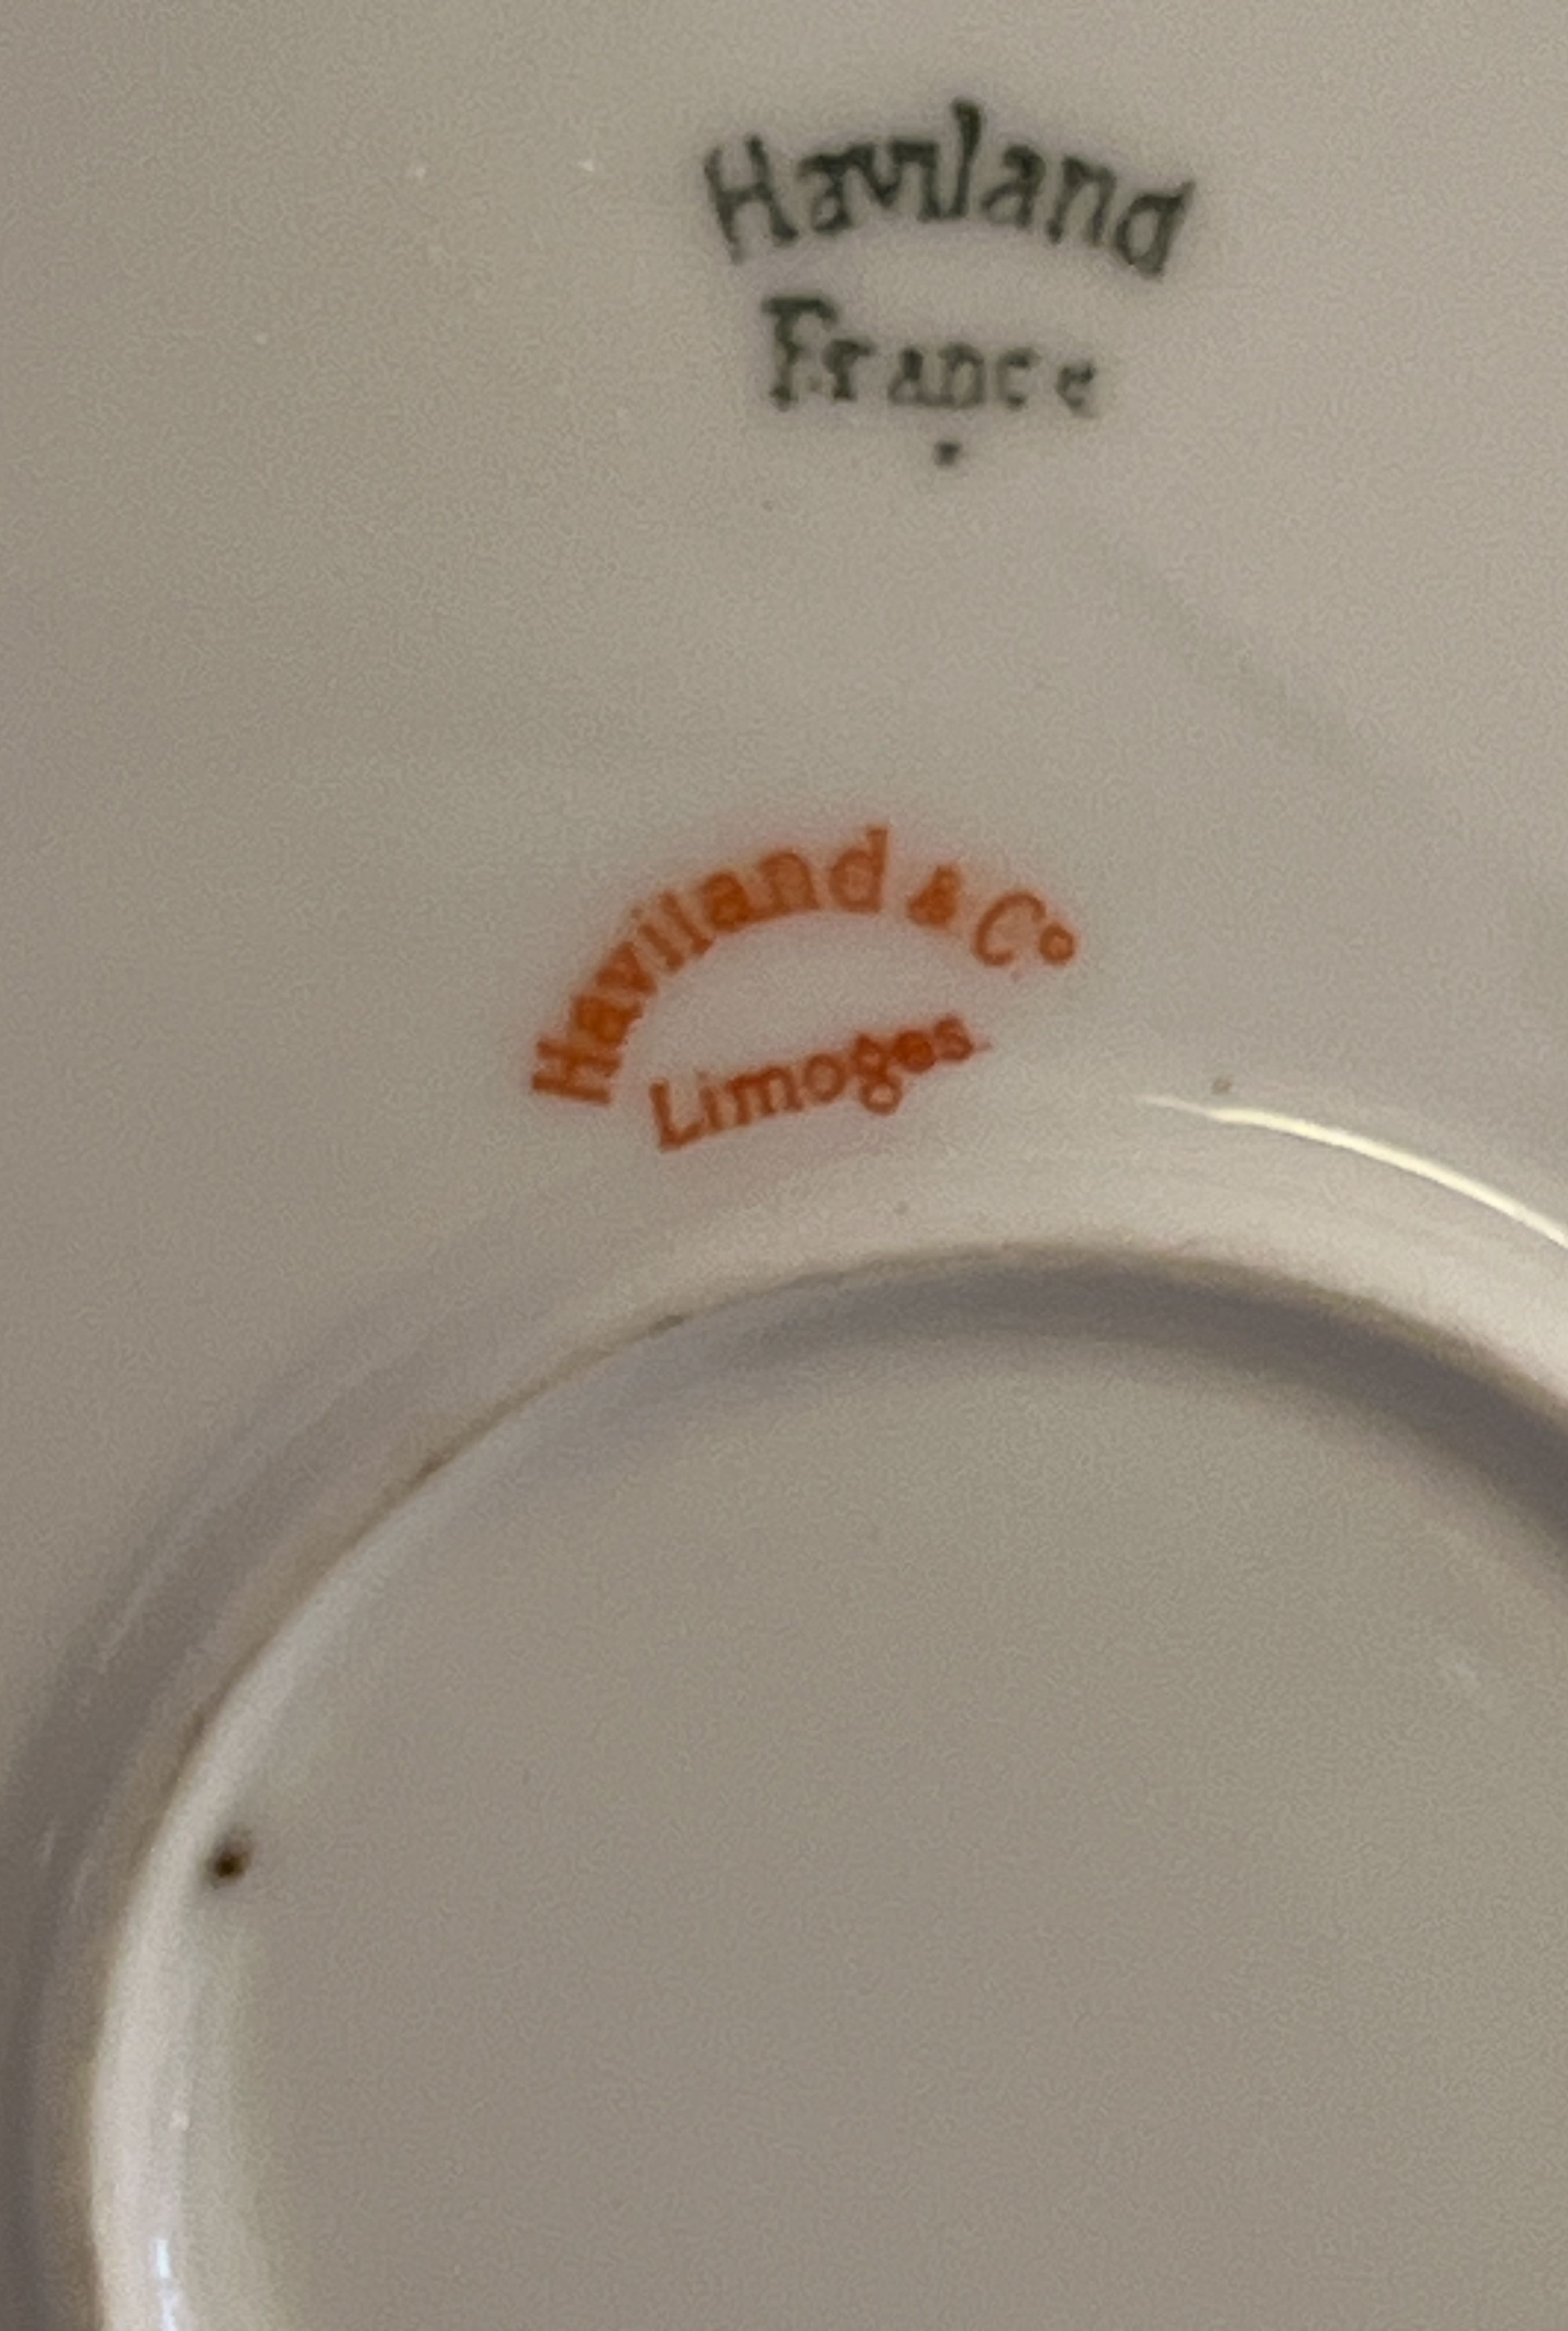 Haviland
France
Haviland & Co
Limoges